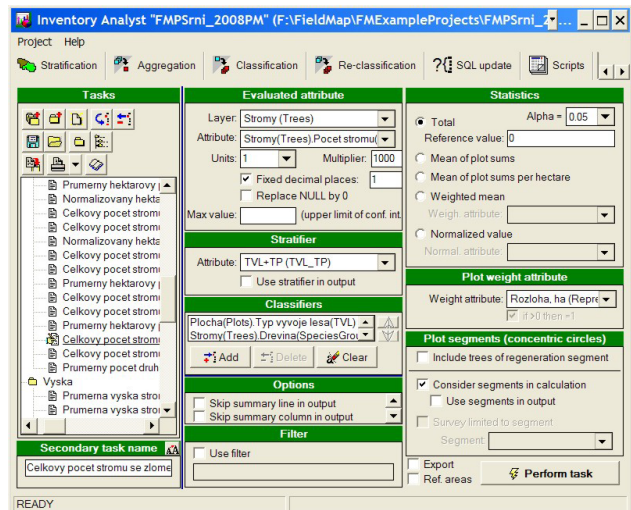 Inventory Analyst "FMPSrni_2008PM" (F:\FieldMap\FMExampleProjects\FMPSrni_2
Project Help
Stratification Aggregation Classification Re-classification ?{} SQL update Scripts
Tasks
Prumerny hektarovy
Normalizovany hekta
Celkovy pocet strom
Celkovy pocet strom
Normalizovany hekta
Celkovy pocet strom
Celkovy pocet strom
Prumerny hektarovy
Celkovy pocet strom
Celkovy pocet strom
Prumerny hektarovy
Celkovy pocet strom
Celkovy pocet strom
Prumerny pocet druh
Vyska
Prumerna vyska stro
Prumerna vyska stro
Secondary task name
Celkovy pocet stromu se zlome
Evaluated attribute
Layer: Stromy (Trees)
Attribute: Stromy(Trees).Pocet stromu(
Units: 1 Multiplier: 1000
Fixed decimal places: 1
Replace NULL by 0
Max value: (upper limit of conf. int.
Stratifier
Attribute: TVL+TP (TVL_TP)
Use stratifier in output
Classifiers
Plocha(Plots).Typ vyvoje lesa(TVL)
Stromy(Trees).Drevina(SpeciesGrou
Add Delete Clear
Options
Skip summary line in output
Skip summary column in output
Filter
Use filter
Statistics
Total Alpha = 0.05
Reference value: 0
Mean of plot sums
Mean of plot sums per hectare
Weighted mean
Weigh. attribute:
Normalized value
Normal. attribute:
Plot weight attribute
Weight attribute: Rozloha, ha (Repre
if >0 then =1
Plot segments (concentric circles)
Include trees of regeneration segment
Consider segments in calculation
Use segments in output
Survey limited to segment
Segment:
Export
Ref. areas
Perform task
READY